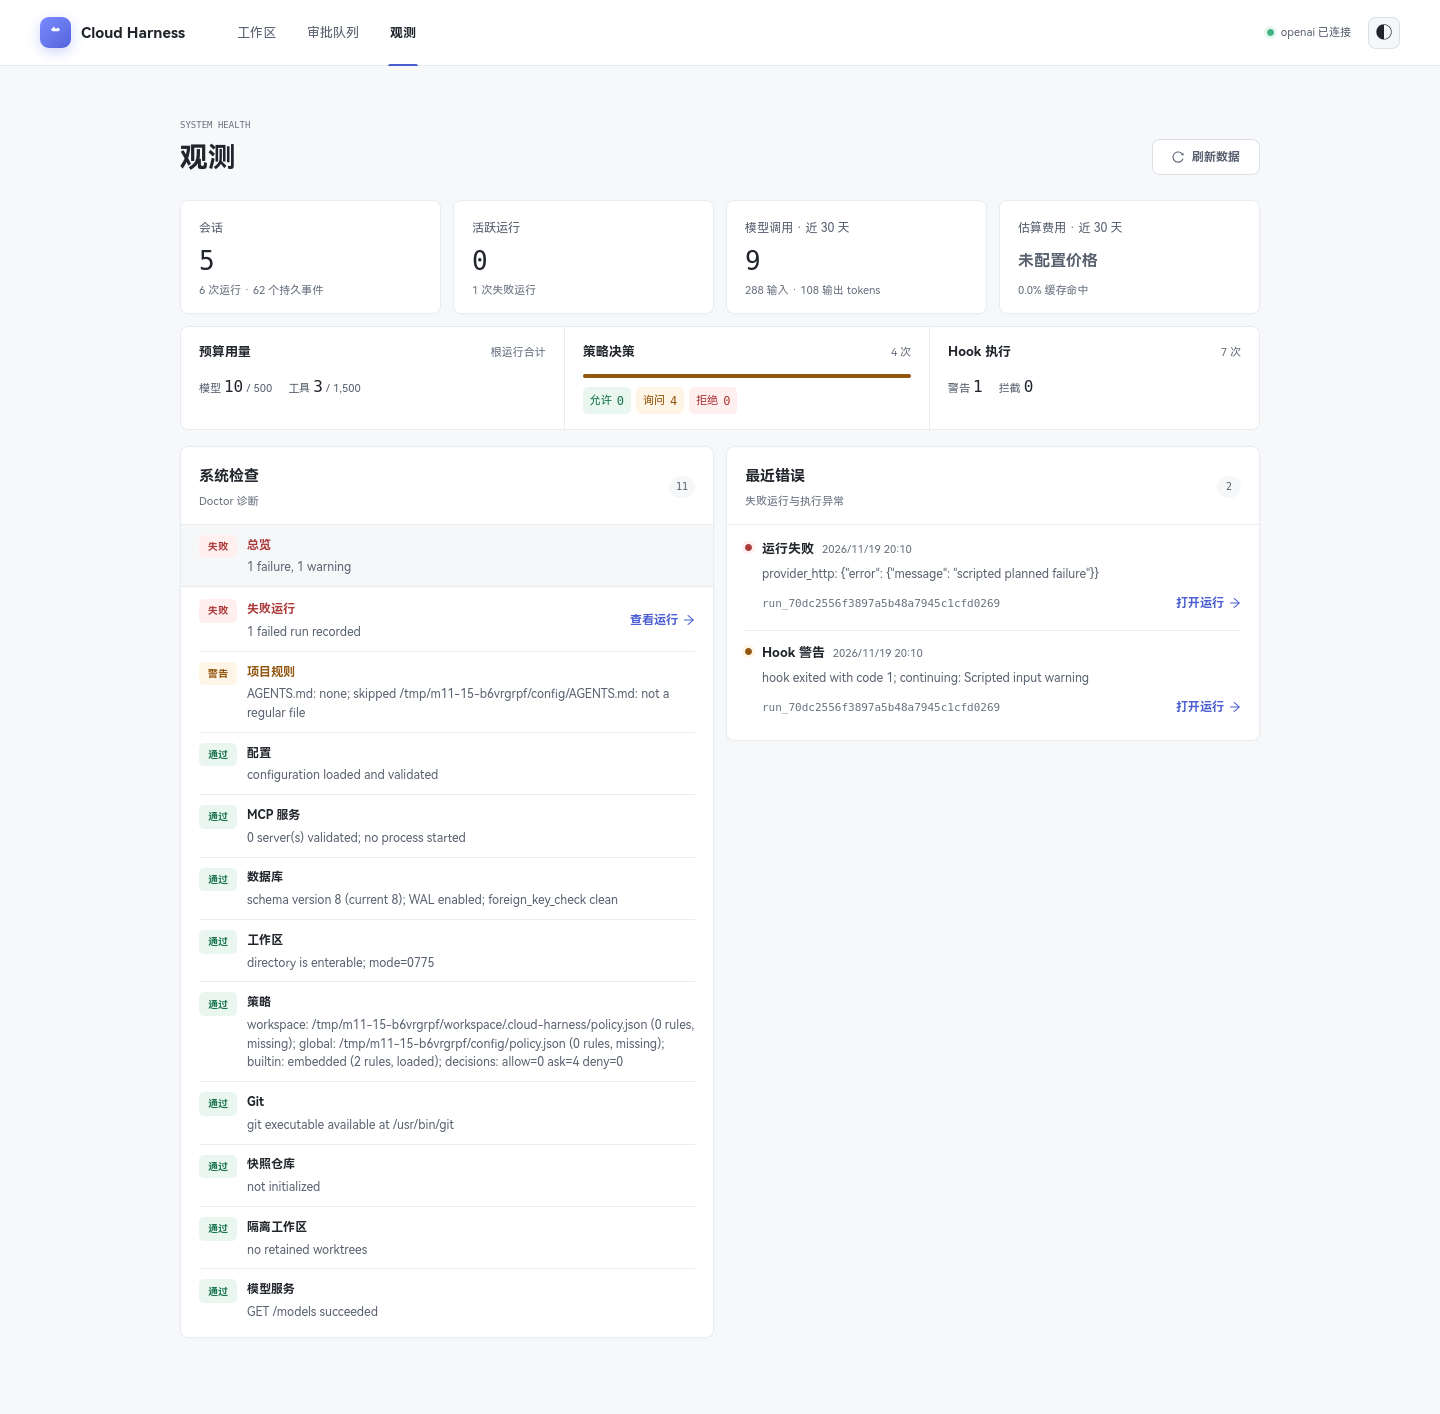 Cloud Harness
工作区
审批队列
观测
openai 已连接
SYSTEM HEALTH
观测
刷新数据
会话
5
6 次运行 · 62 个持久事件
活跃运行
0
1 次失败运行
模型调用 · 近 30 天
9
288 输入 · 108 输出 tokens
估算费用 · 近 30 天
未配置价格
0.0% 缓存命中
预算用量
根运行合计
模型 10 / 500 工具 3 / 1,500
策略决策
4 次
允许 0 询问 4 拒绝 0
Hook 执行
7 次
警告 1 拦截 0
系统检查
Doctor 诊断
11
失败 总览
1 failure, 1 warning
失败 失败运行
1 failed run recorded
查看运行 →
警告 项目规则
AGENTS.md: none; skipped /tmp/m11-15-b6vrgrpf/config/AGENTS.md: not a
regular file
通过 配置
configuration loaded and validated
通过 MCP 服务
0 server(s) validated; no process started
通过 数据库
schema version 8 (current 8); WAL enabled; foreign_key_check clean
通过 工作区
directory is enterable; mode=0775
通过 策略
workspace: /tmp/m11-15-b6vrgrpf/workspace/.cloud-harness/policy.json (0 rules,
missing); global: /tmp/m11-15-b6vrgrpf/config/policy.json (0 rules, missing);
builtin: embedded (2 rules, loaded); decisions: allow=0 ask=4 deny=0
通过 Git
git executable available at /usr/bin/git
通过 快照仓库
not initialized
通过 隔离工作区
no retained worktrees
通过 模型服务
GET /models succeeded
最近错误
失败运行与执行异常
2
运行失败 2026/11/19 20:10
provider_http: {"error": {"message": "scripted planned failure"}}
run_70dc2556f3897a5b48a7945c1cfd0269
打开运行 →
Hook 警告 2026/11/19 20:10
hook exited with code 1; continuing: Scripted input warning
run_70dc2556f3897a5b48a7945c1cfd0269
打开运行 →